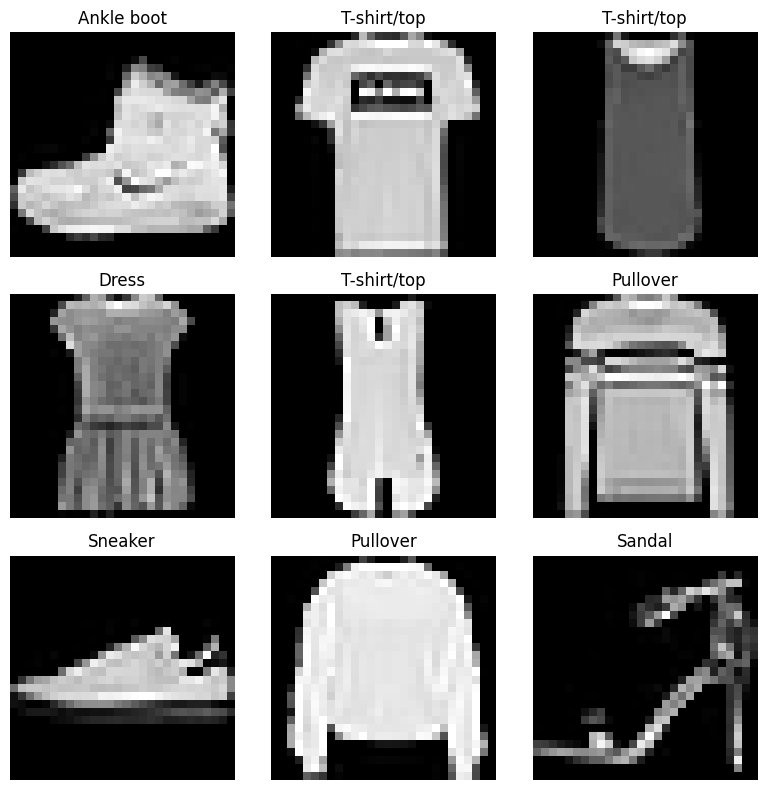 Ankle boot
T-shirt/top
T-shirt/top
Dress
T-shirt/top
Pullover
Sneaker
Pullover
Sandal